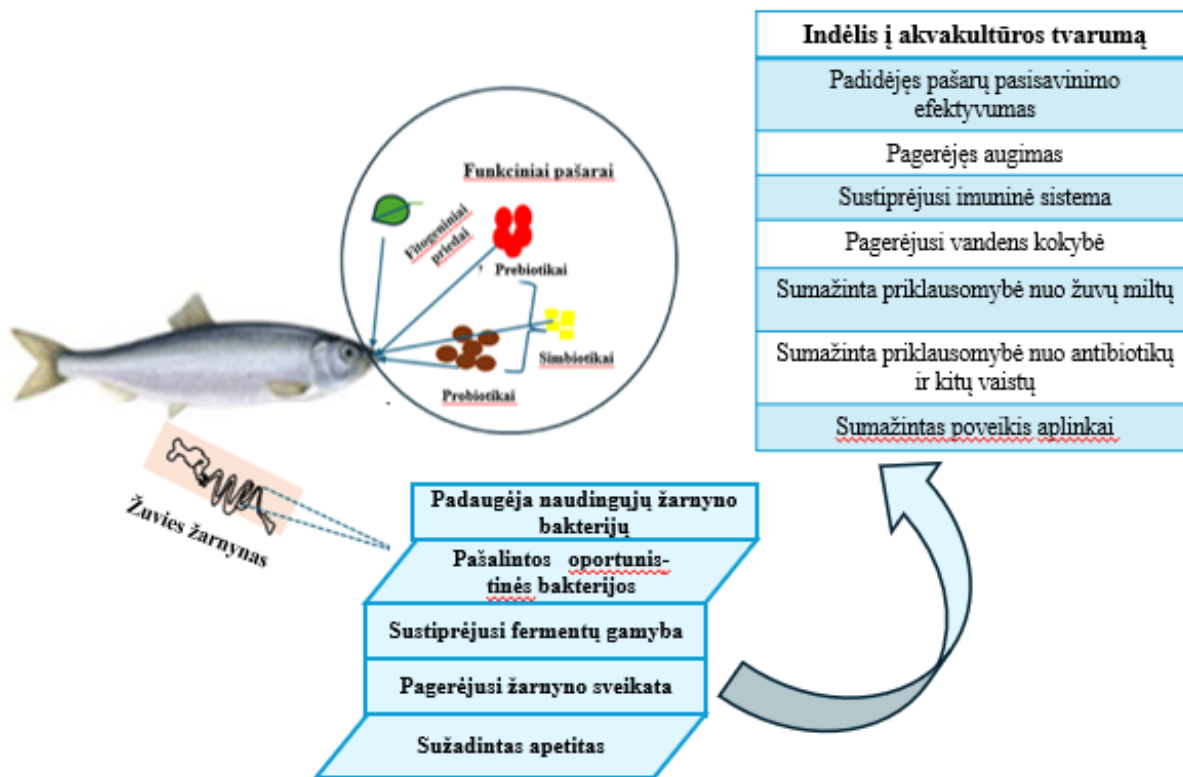 Indėlis į akvakultūros tvarumą
Padidėjęs pašarų pasisavinimo
efektyvumas
Pagerėjęs augimas
Sustiprėjusi imuninė sistema
Pagerėjusi vandens kokybė
Sumažinta priklausomybė nuo žuvų miltų
Sumažinta priklausomybė nuo antibiotikų
ir kitų vaistų
Sumažintas poveikis aplinkai
Funkciniai pašarai
Fitogeniniai
priedai
Prebiotikai
Simbiotikai
Probiotikai
Žuvies žarnynas
Padaugėja naudingųjų žarnyno
bakterijų
Pašalintos oportunis-
tinės bakterijos
Sustiprėjusi fermentų gamyba
Pagerėjusi žarnyno sveikata
Sužadintas apetitas